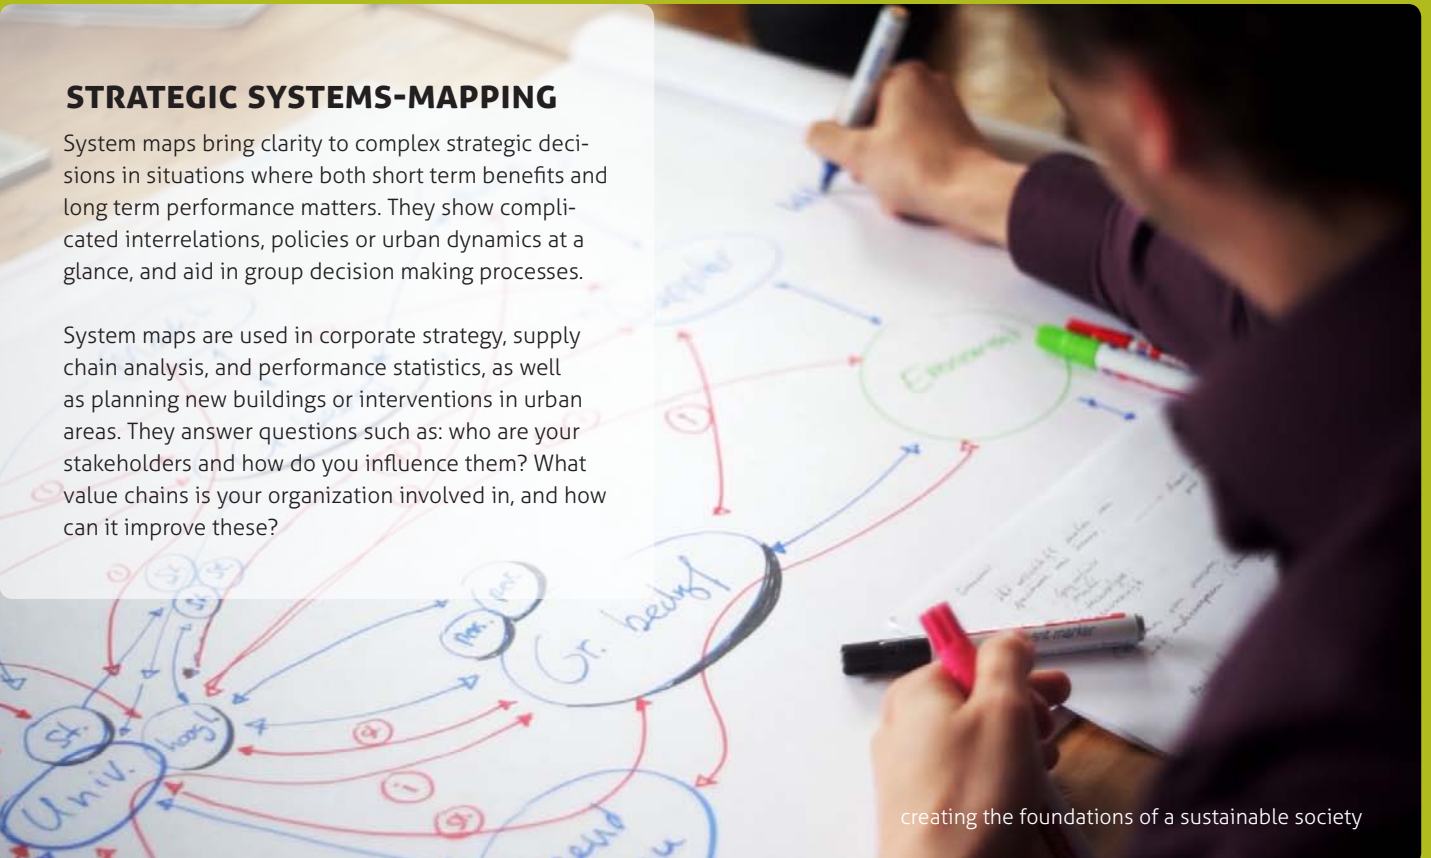 STRATEGIC SYSTEMS-MAPPING
System maps bring clarity to complex strategic deci-
sions in situations where both short term benefits and
long term performance matters. They show compli-
cated interrelations, policies or urban dynamics at a
glance, and aid in group decision making processes.
System maps are used in corporate strategy, supply
chain analysis, and performance statistics, as well
as planning new buildings or interventions in urban
areas. They answer questions such as: who are your
stakeholders and how do you influence them? What
value chains is your organization involved in, and how
can it improve these?
Gr. bedrijf
St.
hoogl.
Univ.
creating the foundations of a sustainable society